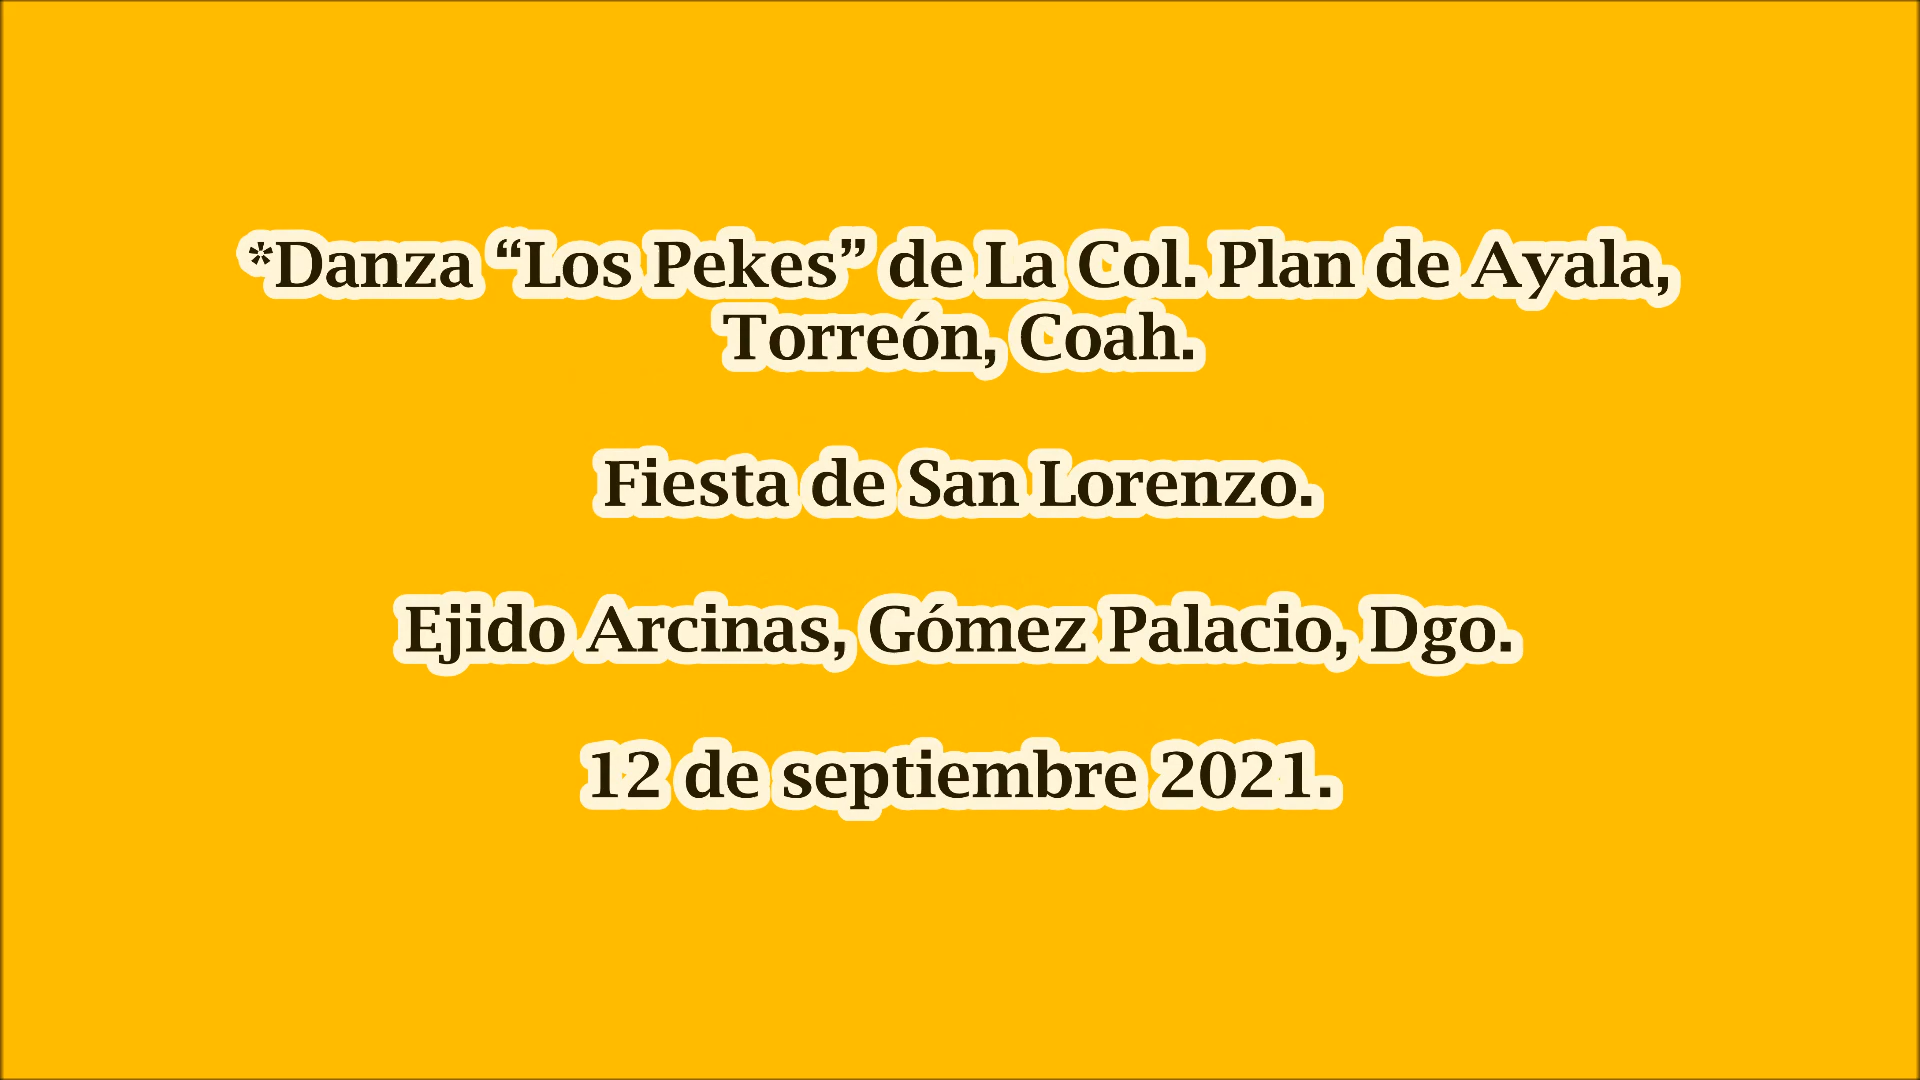 *Danza “Los Pekes” de La Col. Plan de Ayala,
Torreón, Coah.
Fiesta de San Lorenzo.
Ejido Arcinas, Gómez Palacio, Dgo.
12 de septiembre 2021.